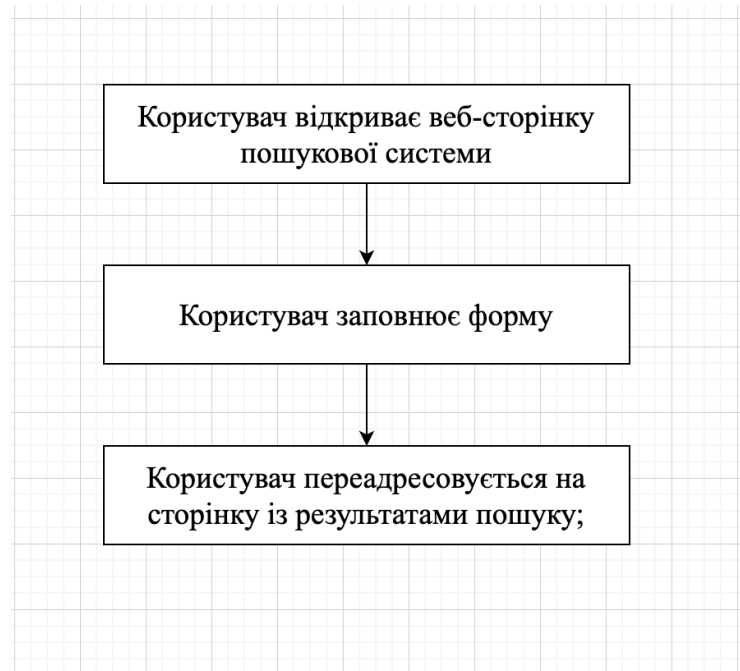 Користувач відкриває веб-сторінку
пошукової системи
Користувач заповнює форму
Користувач переадресовується на
сторінку із результатами пошуку;